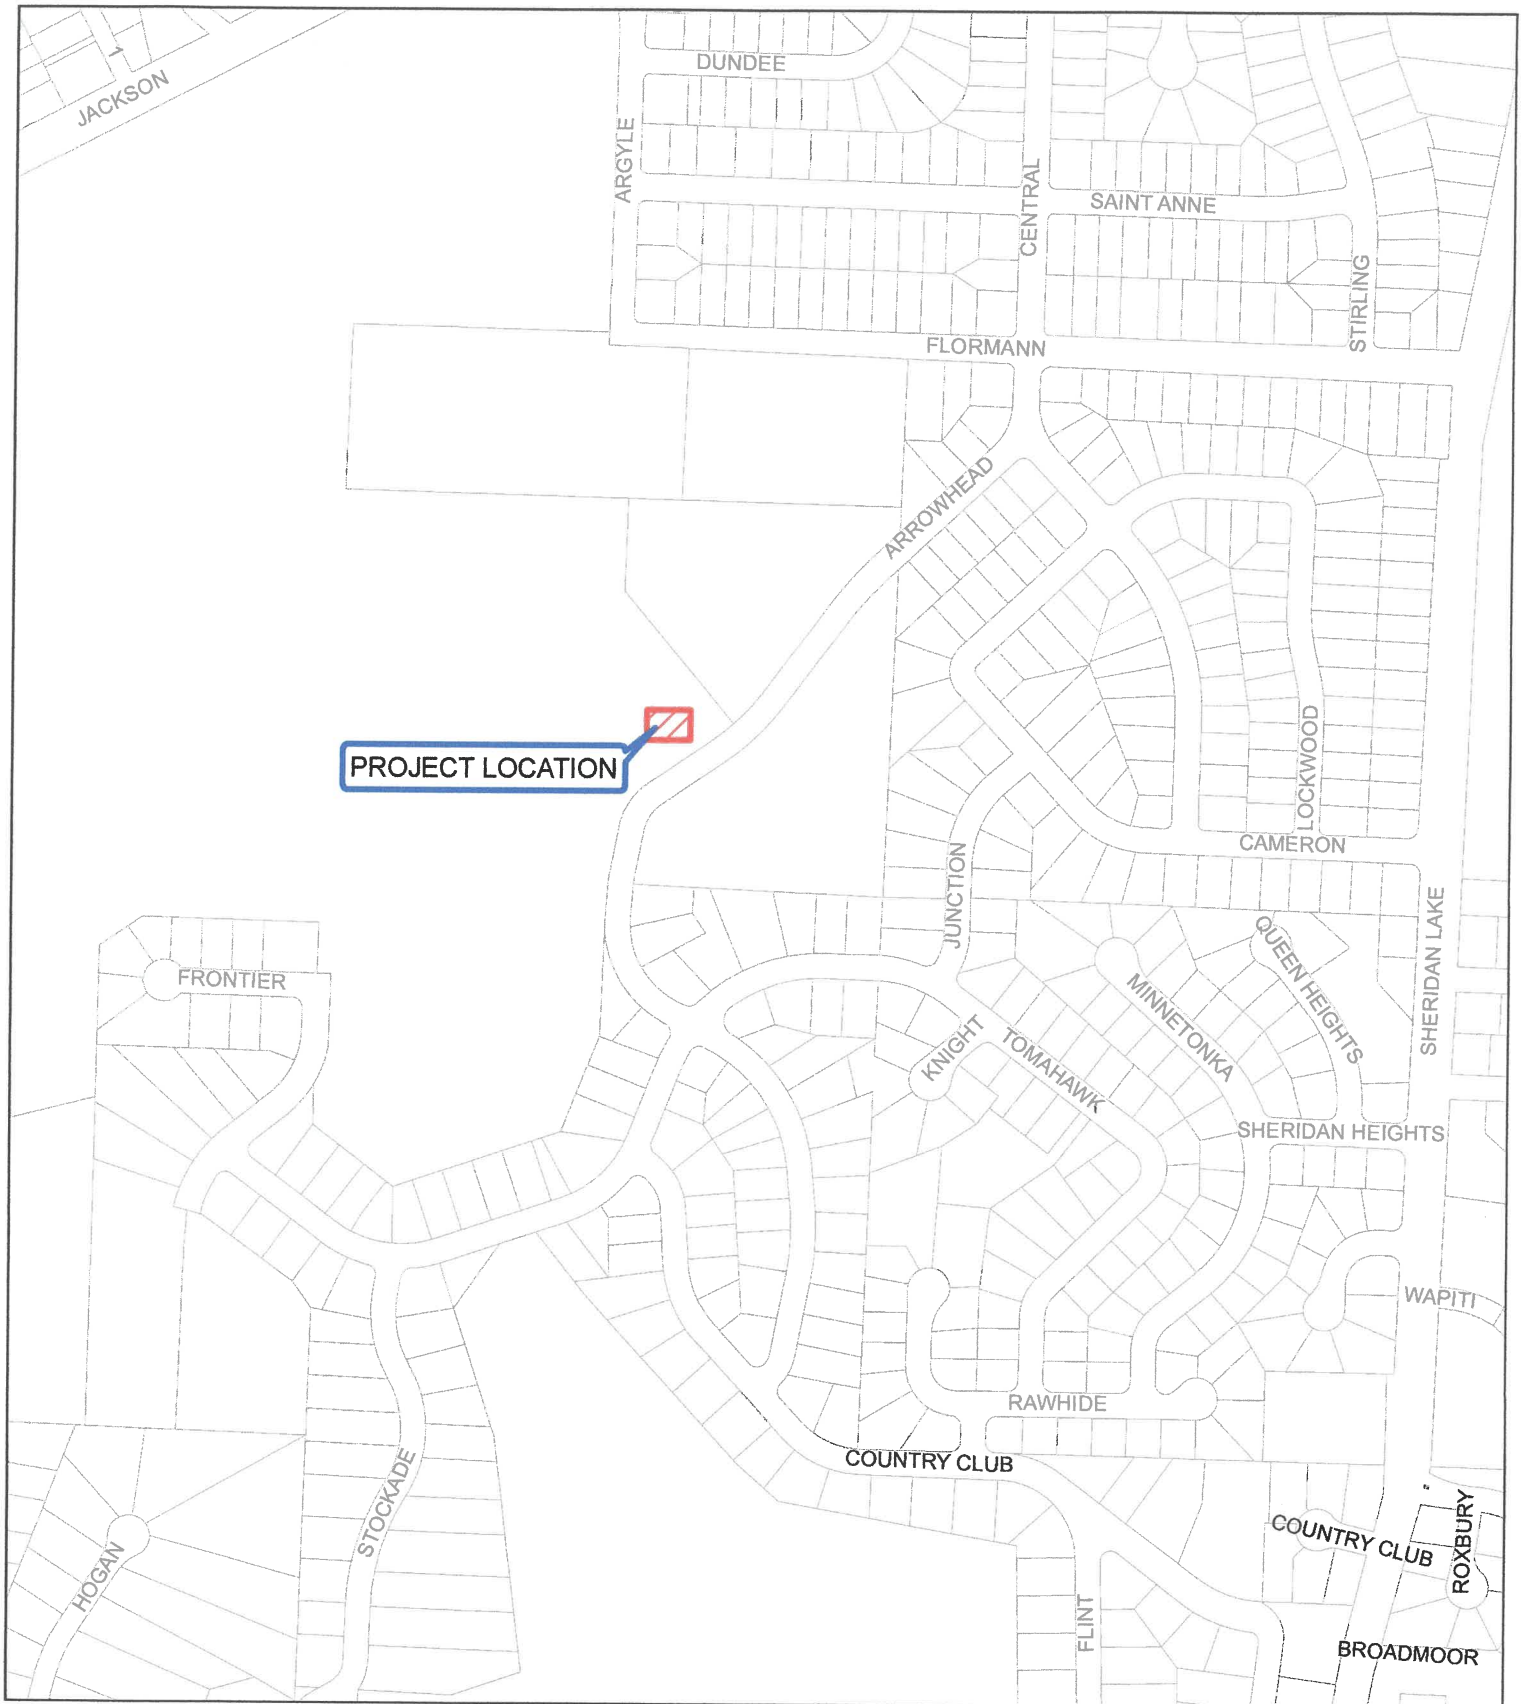 1
JACKSON
DUNDEE
ARGYLE
CENTRAL
SAINT ANNE
STIRLING
FLORMANN
ARROWHEAD
PROJECT LOCATION
LOCKWOOD
CAMERON
JUNCTION
SHERIDAN LAKE
QUEEN HEIGHTS
FRONTIER
MINNETONKA
KNIGHT
TOMAHAWK
SHERIDAN HEIGHTS
WAPITI
RAWHIDE
COUNTRY CLUB
STOCKADE
HOGAN
COUNTRY CLUB
ROXBURY
FLINT
BROADMOOR